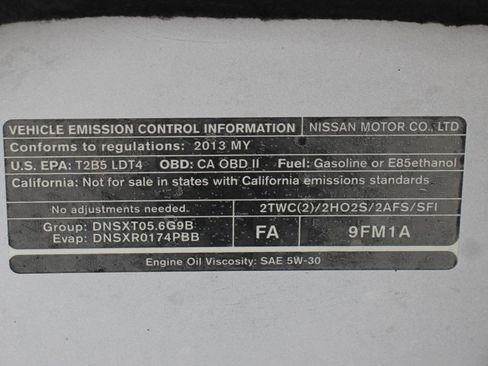 VEHICLE EMISSION CONTROL INFORMATION NISSAN MOTOR CO., LTD
Conforms to regulations: 2013 MY
U.S. EPA: T2B5 LDT4 OBD: CA OBD II Fuel: Gasoline or E85ethanol
California: Not for sale in states with California emissions standards
No adjustments needed. 2TWC(2)/2HO2S/2AFS/SFI
Group: DNSXT05.6G9B
Evap: DNSXR0174PBB
FA 9FM1A
Engine Oil Viscosity: SAE 5W-30